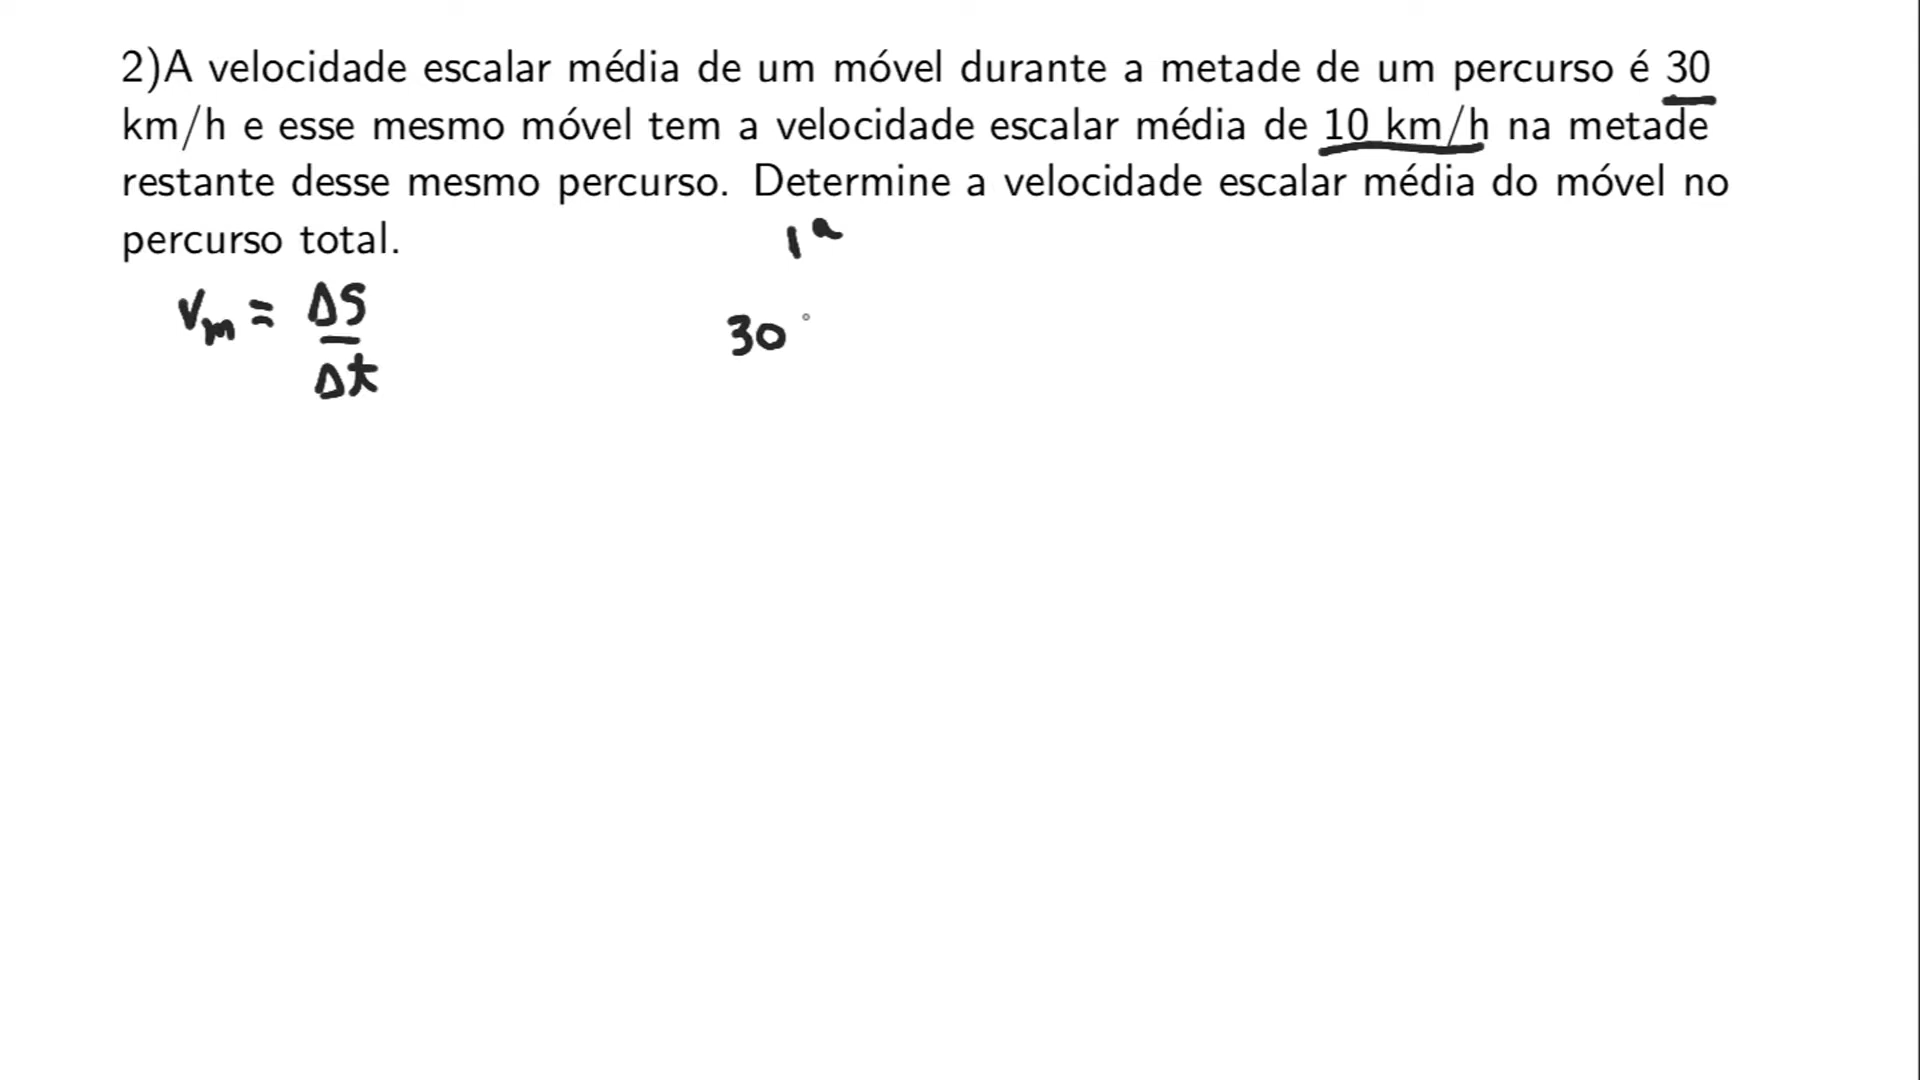 2)A velocidade escalar média de um móvel durante a metade de um percurso é 30
km/h e esse mesmo móvel tem a velocidade escalar média de 10 km/h na metade
restante desse mesmo percurso. Determine a velocidade escalar média do móvel no
percurso total.
1ª
Vm = ΔS
Δt
30